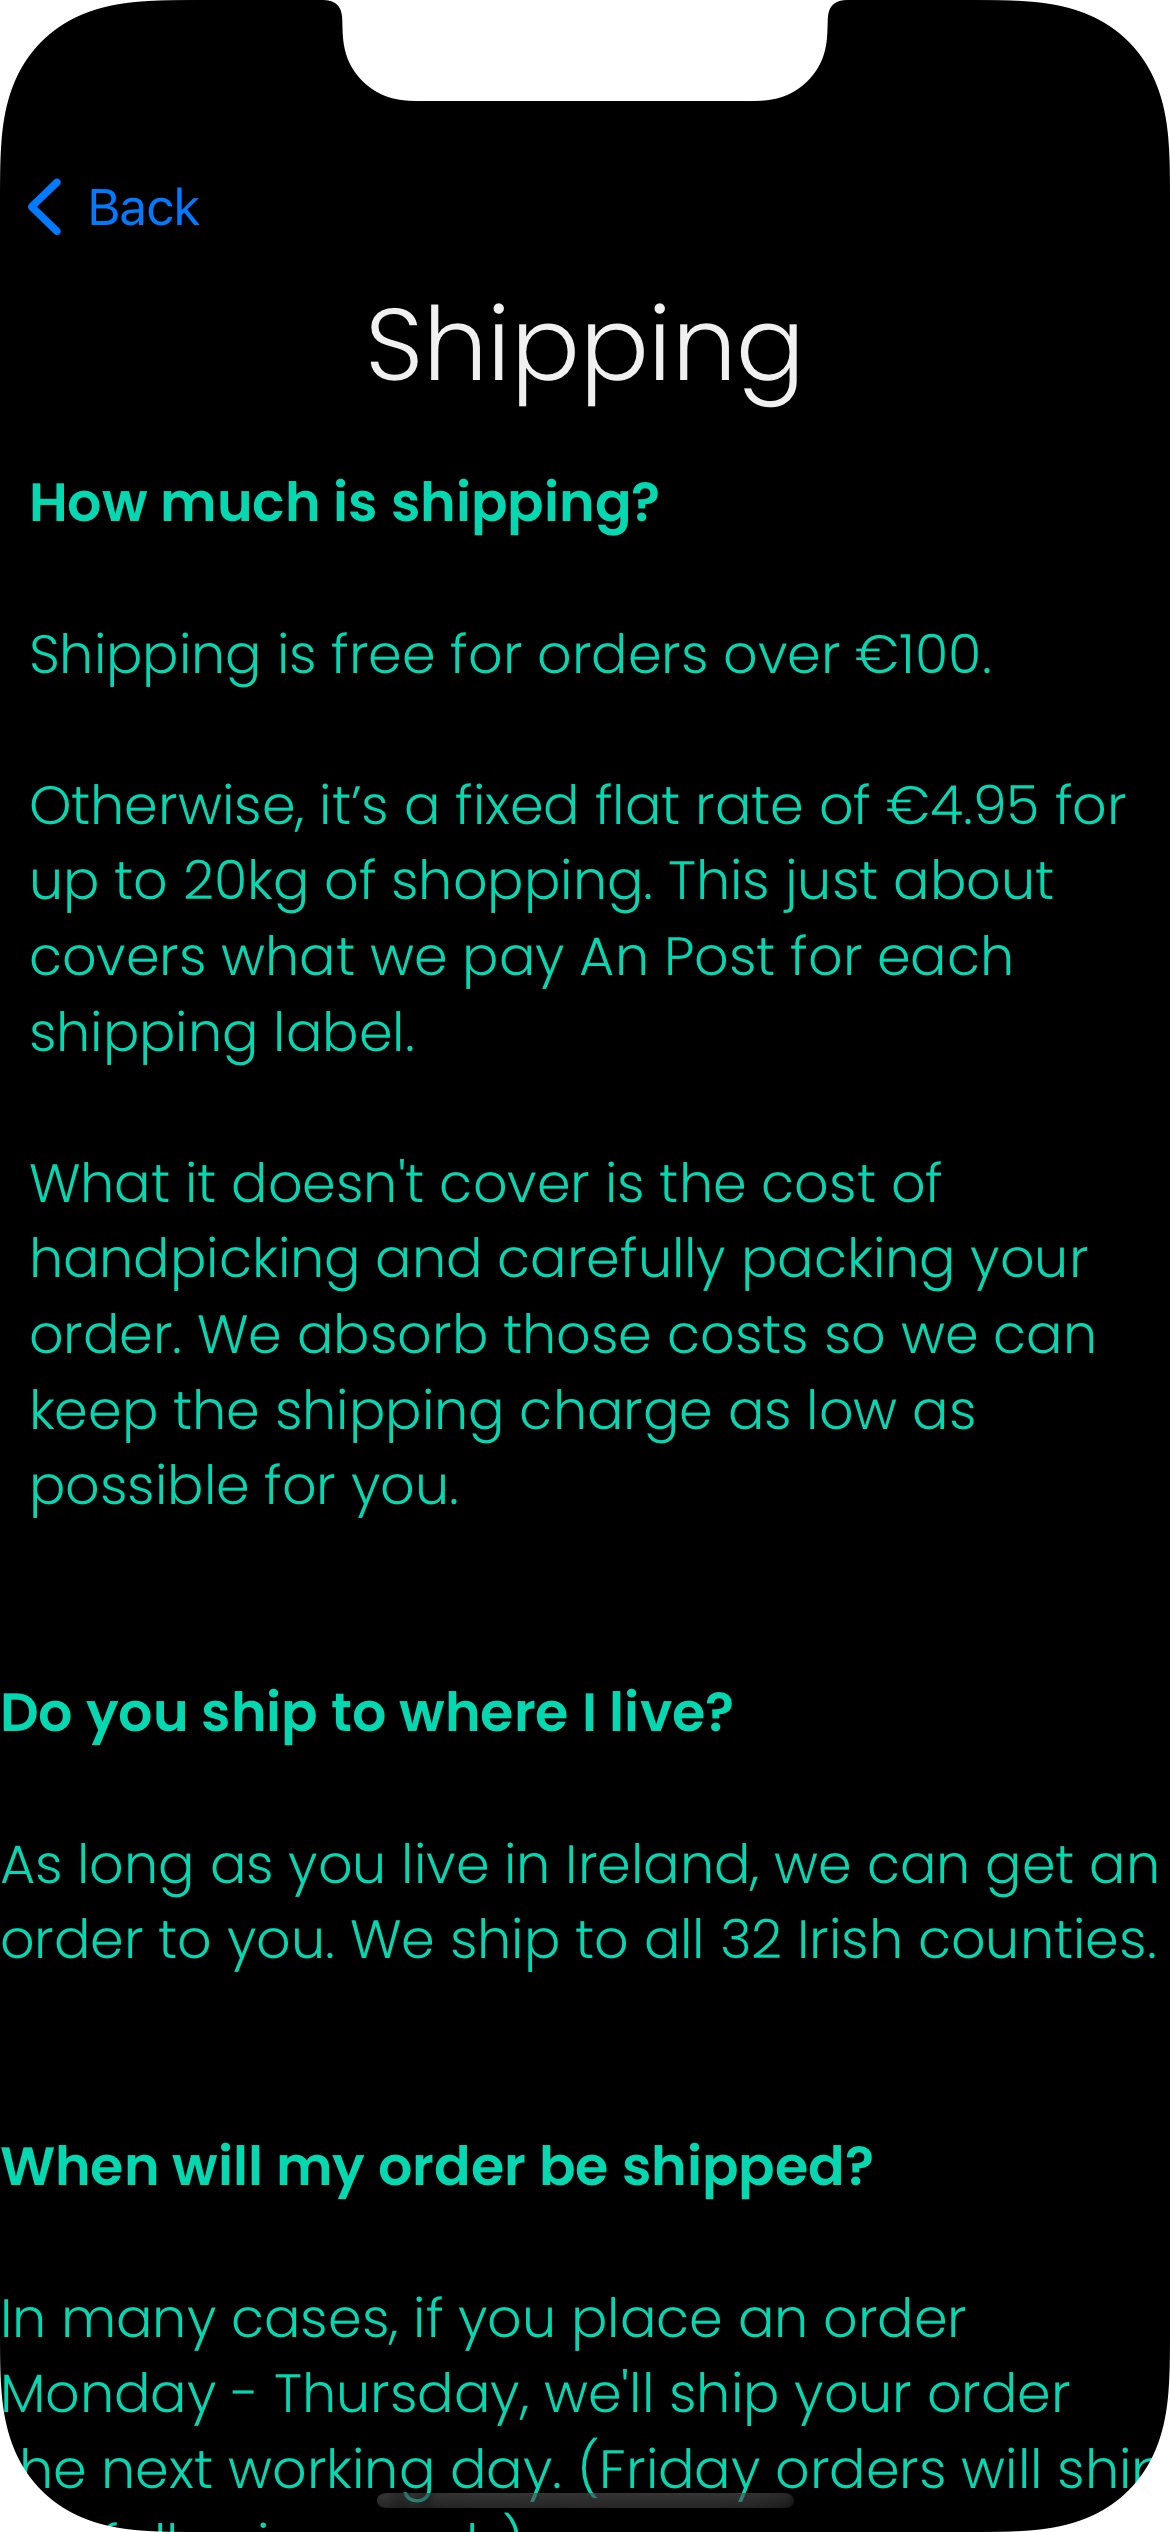 Back
Shipping
How much is shipping?
Shipping is free for orders over €100.
Otherwise, it’s a fixed flat rate of €4.95 for
up to 20kg of shopping. This just about
covers what we pay An Post for each
shipping label.
What it doesn't cover is the cost of
handpicking and carefully packing your
order. We absorb those costs so we can
keep the shipping charge as low as
possible for you.
Do you ship to where I live?
As long as you live in Ireland, we can get an
order to you. We ship to all 32 Irish counties.
When will my order be shipped?
In many cases, if you place an order
Monday - Thursday, we'll ship your order
he next working day. (Friday orders will ship